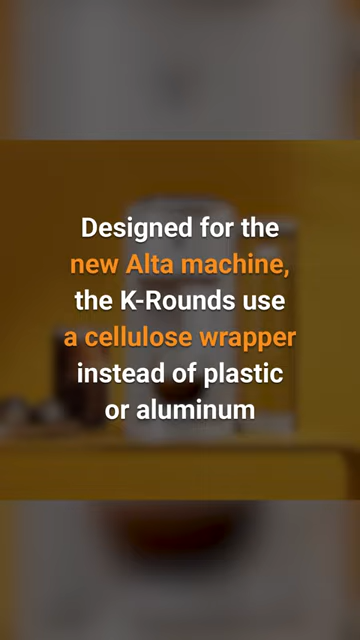 Designed for the
new Alta machine,
the K-Rounds use
a cellulose wrapper
instead of plastic
or aluminum